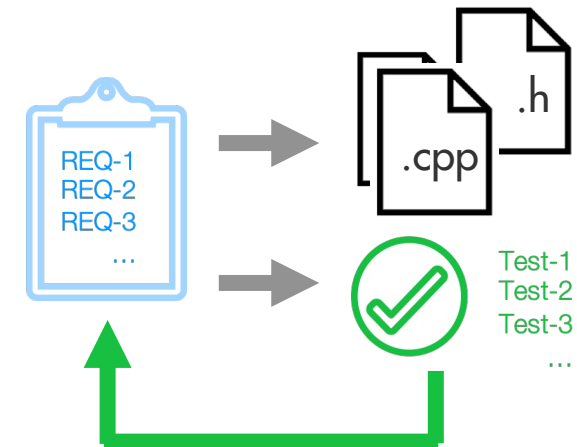 REQ-1
REQ-2
REQ-3
...
.h
.cpp
Test-1
Test-2
Test-3
...